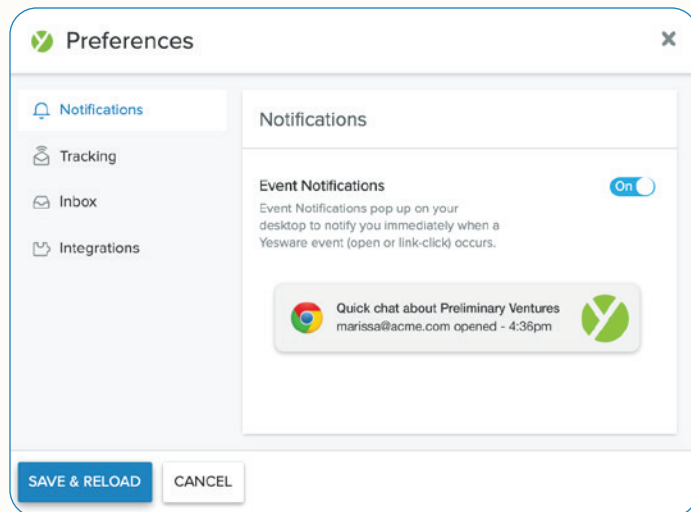 Preferences
Notifications
Tracking
Inbox
Integrations
Notifications
Event Notifications
On
Event Notifications pop up on your
desktop to notify you immediately when a
Yesware event (open or link-click) occurs.
Quick chat about Preliminary Ventures
marissa@acme.com opened - 4:36pm
SAVE & RELOAD
CANCEL